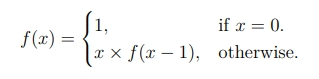 f(x) = { 1, if x = 0.
x × f(x − 1), otherwise.